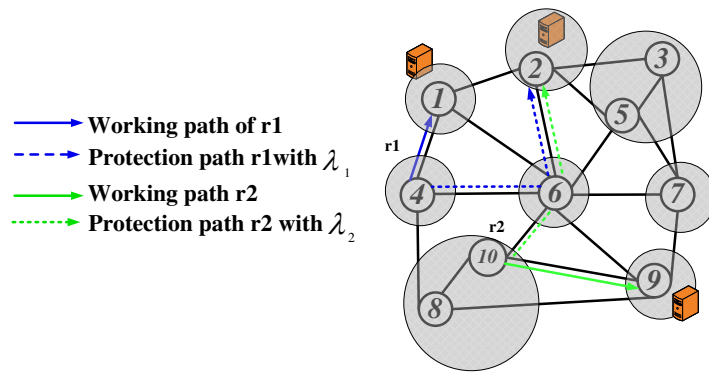 Working path of r1
Protection path r1with λ1
Working path r2
Protection path r2 with λ2
1
2
3
5
r1
4
6
7
r2
10
9
8